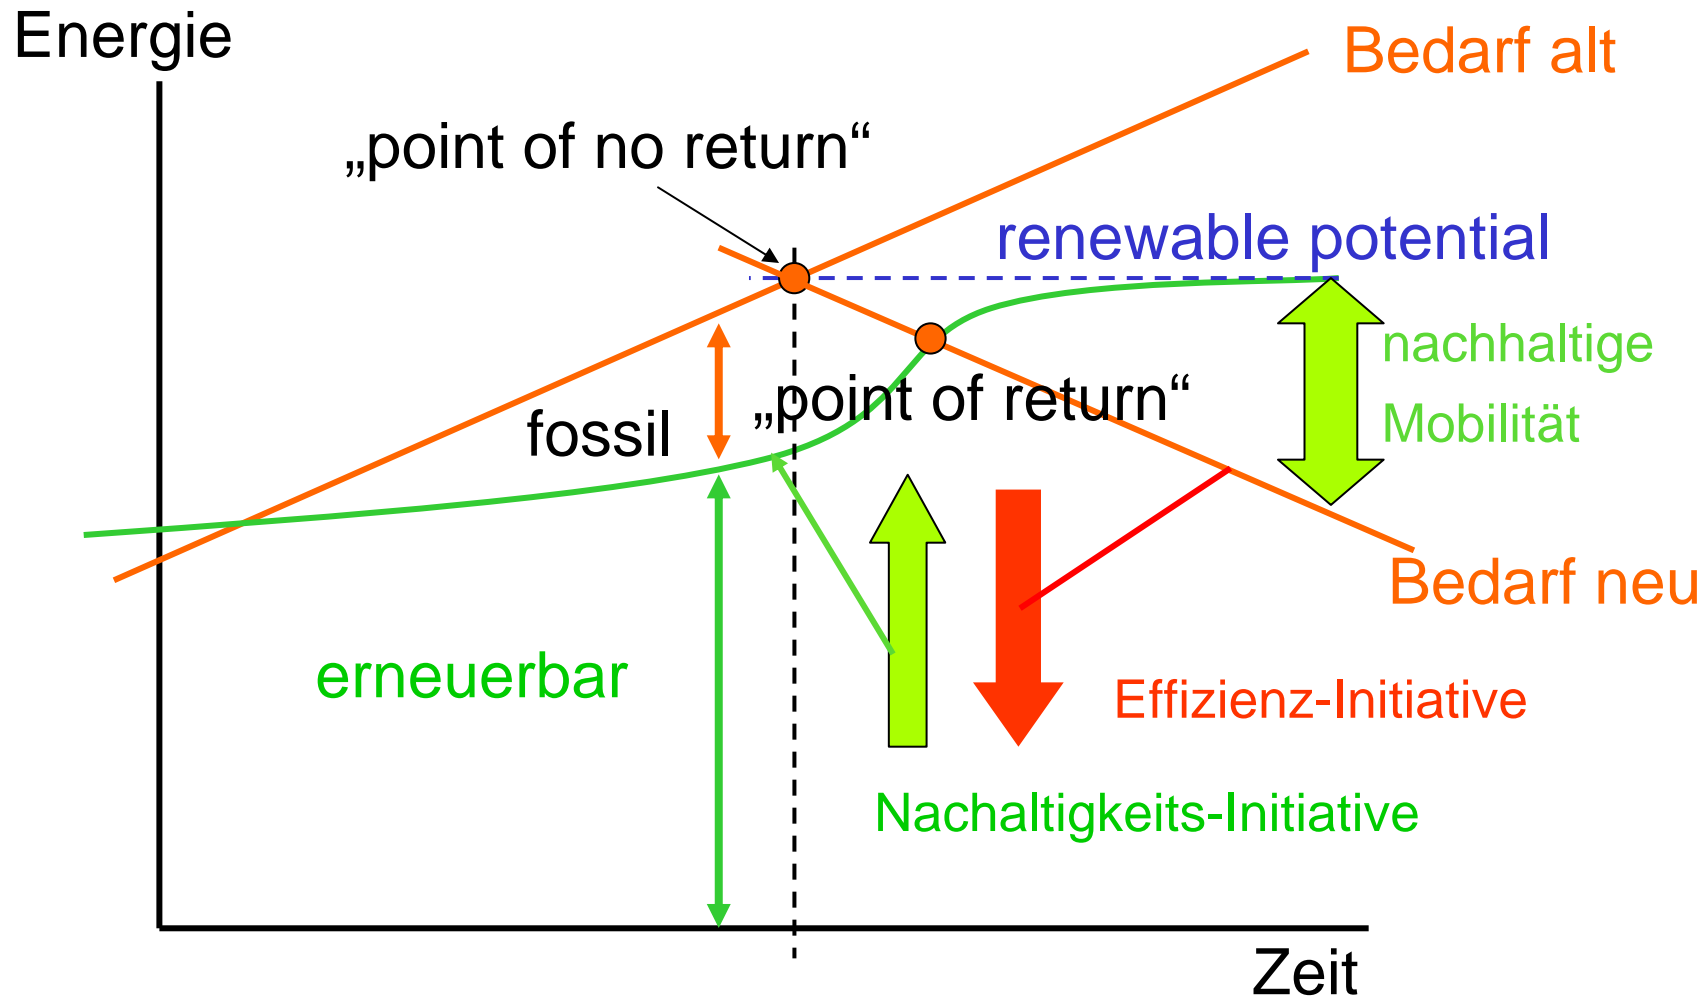 Energie
Bedarf alt
„point of no return“
renewable potential
nachhaltige
Mobilität
„point of return“
fossil
Bedarf neu
erneuerbar
Effizienz-Initiative
Nachaltigkeits-Initiative
Zeit